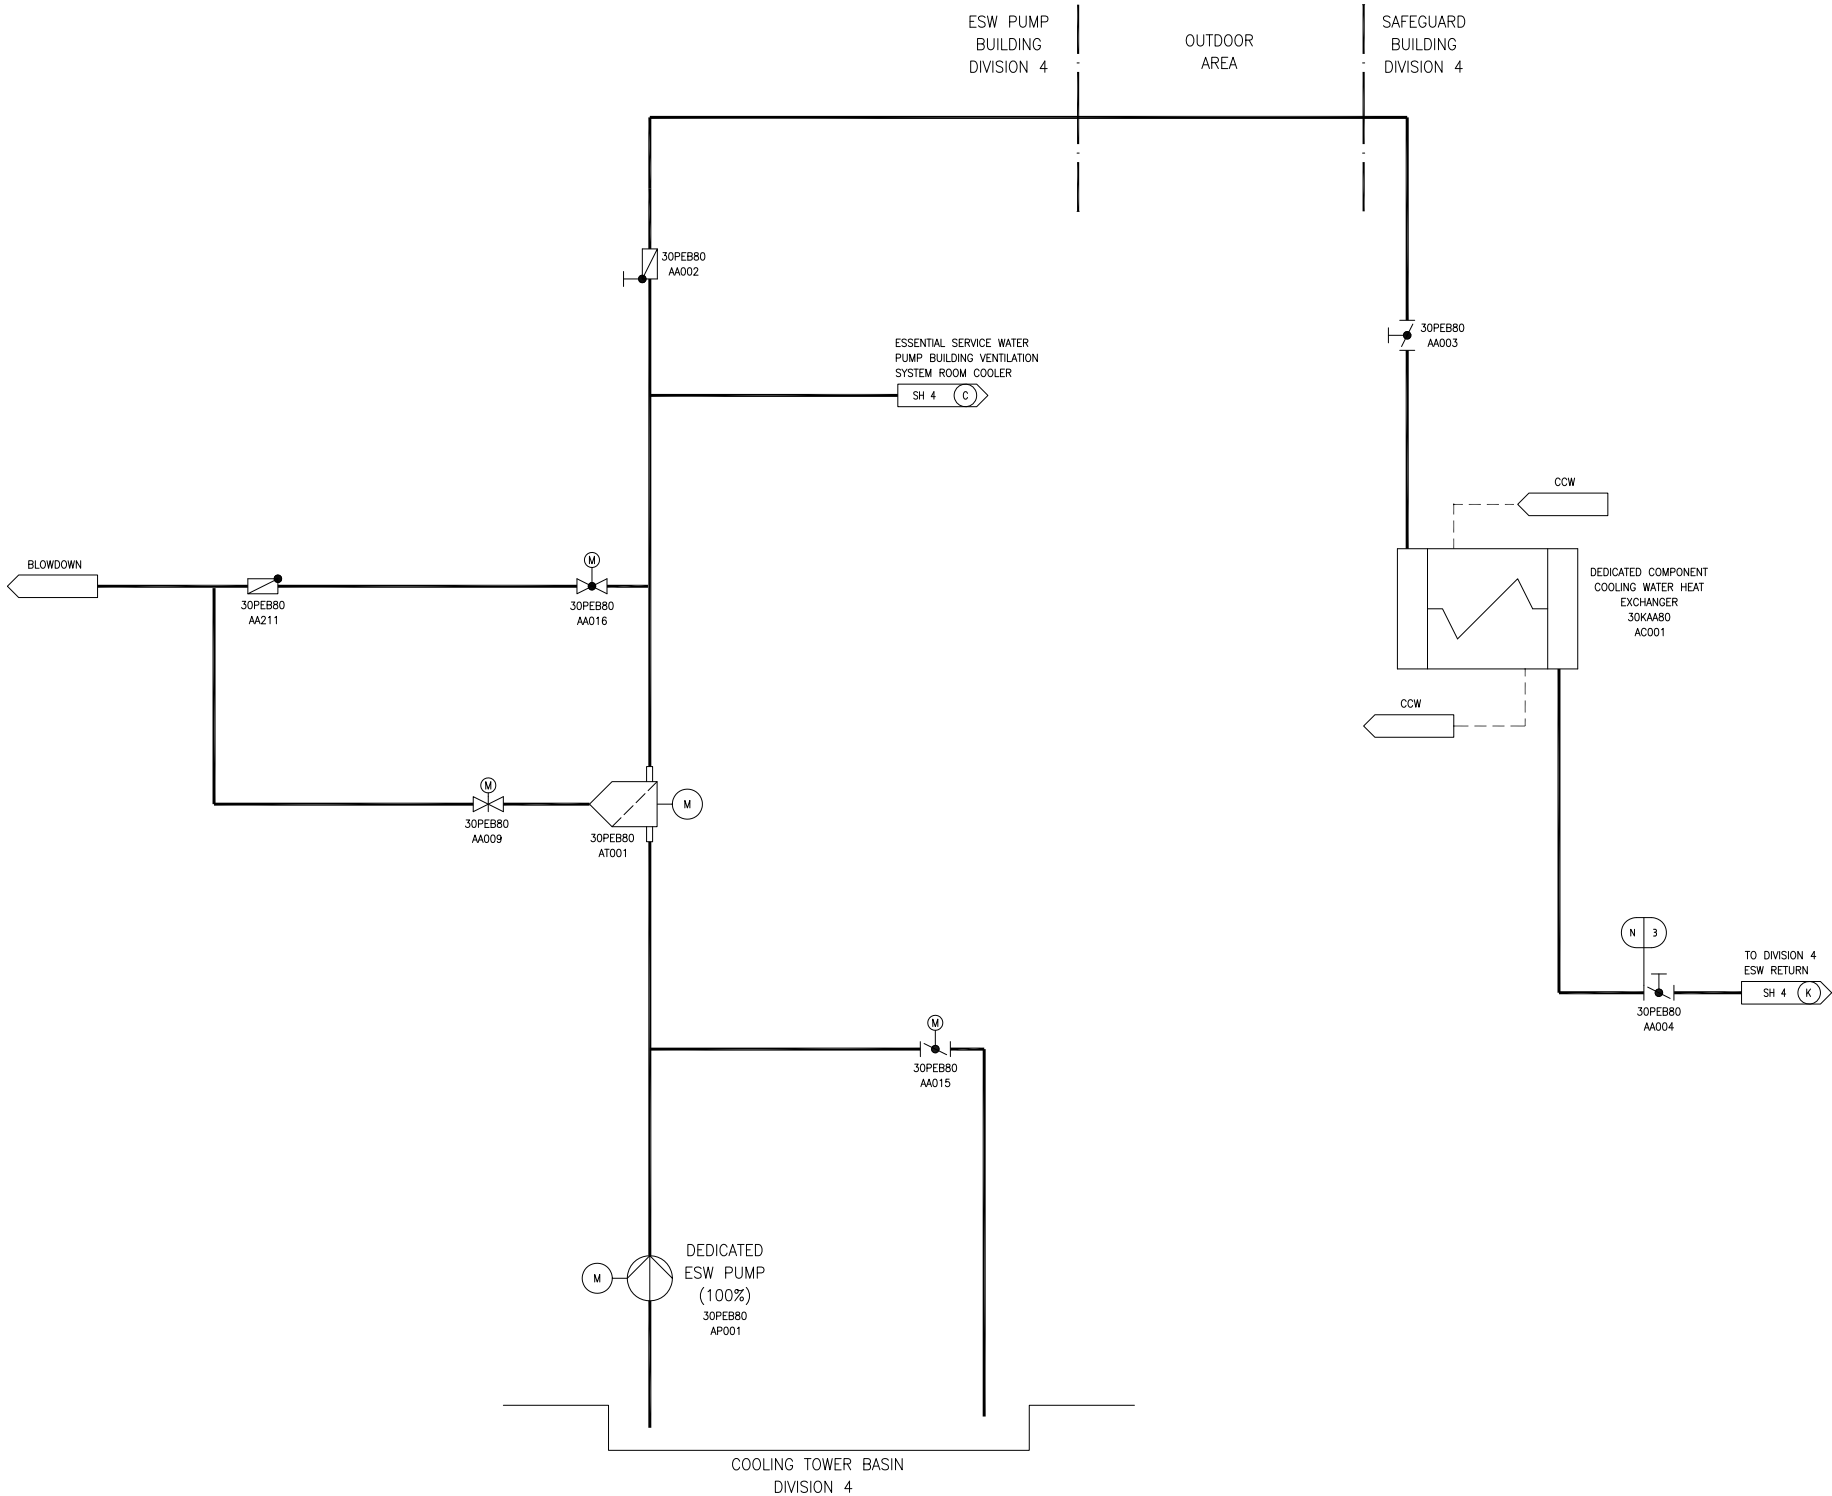 ESW PUMP
BUILDING
DIVISION 4
OUTDOOR
AREA
SAFEGUARD
BUILDING
DIVISION 4
30PEB80
AA002
30PEB80
AA003
ESSENTIAL SERVICE WATER
PUMP BUILDING VENTILATION
SYSTEM ROOM COOLER
SH 4 C
CCW
BLOWDOWN
M
30PEB80
AA211
30PEB80
AA016
DEDICATED COMPONENT
COOLING WATER HEAT
EXCHANGER
30KAA80
AC001
CCW
M
M
30PEB80
AA009
30PEB80
AT001
N 3
TO DIVISION 4
ESW RETURN
SH 4 K
30PEB80
AA004
M
30PEB80
AA015
M
DEDICATED
ESW PUMP
(100%)
30PEB80
AP001
COOLING TOWER BASIN
DIVISION 4